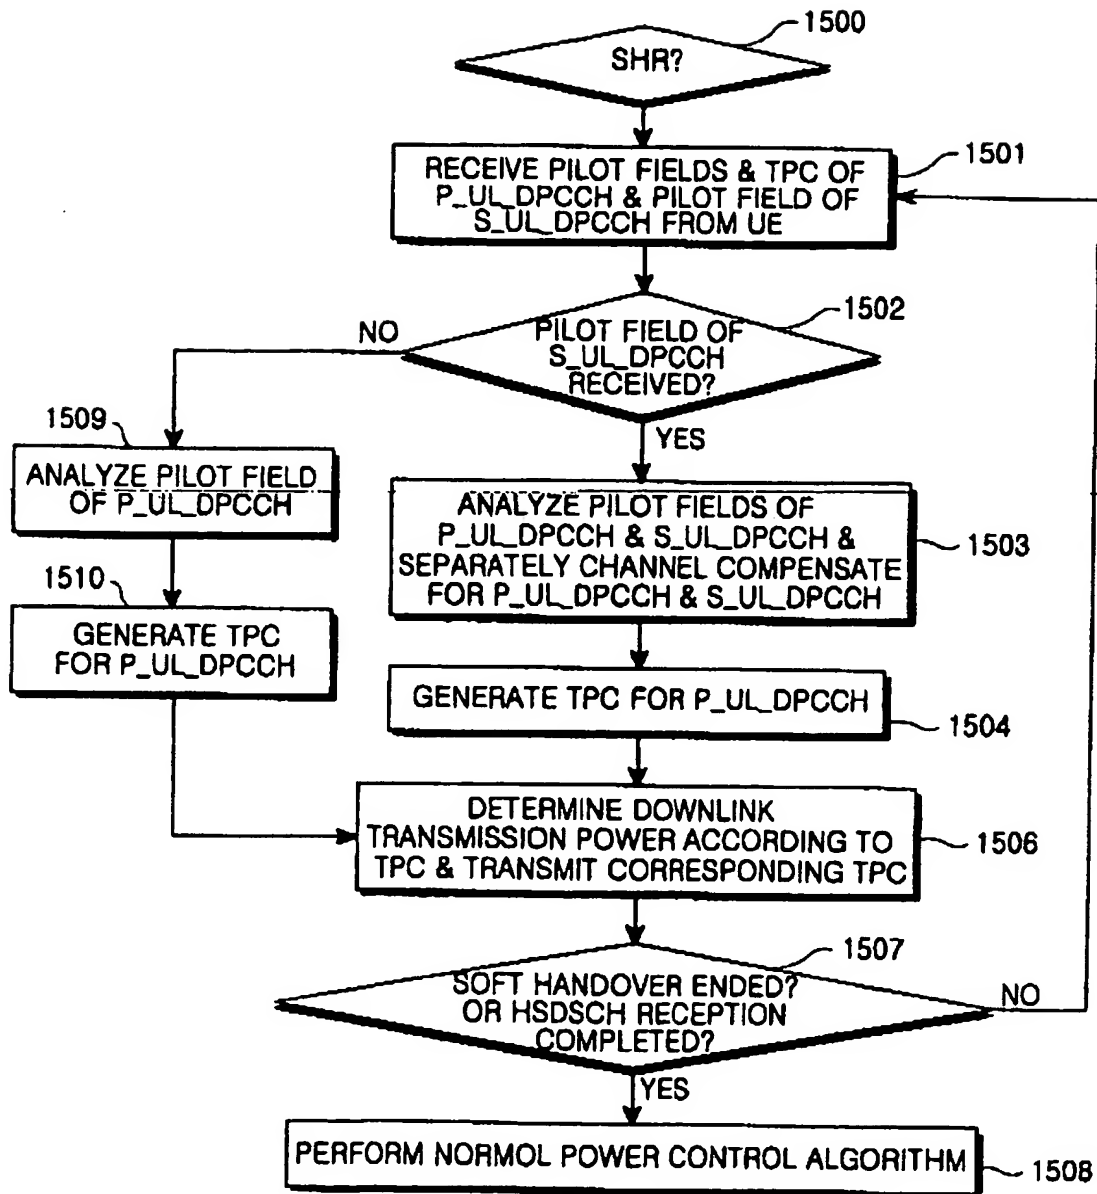 1500
SHR?
1501
RECEIVE PILOT FIELDS & TPC OF
P_UL_DPCCH & PILOT FIELD OF
S_UL_DPCCH FROM UE
1502
NO
PILOT FIELD OF
S_UL_DPCCH
RECEIVED?
YES
1509
ANALYZE PILOT FIELD
OF P_UL_DPCCH
1510
GENERATE TPC
FOR P_UL_DPCCH
ANALYZE PILOT FIELDS OF
P_UL_DPCCH & S_UL_DPCCH &
SEPARATELY CHANNEL COMPENSATE
FOR P_UL_DPCCH & S_UL_DPCCH
1503
GENERATE TPC FOR P_UL_DPCCH
1504
DETERMINE DOWNLINK
TRANSMISSION POWER ACCORDING TO
TPC & TRANSMIT CORRESPONDING TPC
1506
1507
SOFT HANDOVER ENDED?
OR HSDSCH RECEPTION
COMPLETED?
NO
YES
PERFORM NORMOL POWER CONTROL ALGORITHM
1508